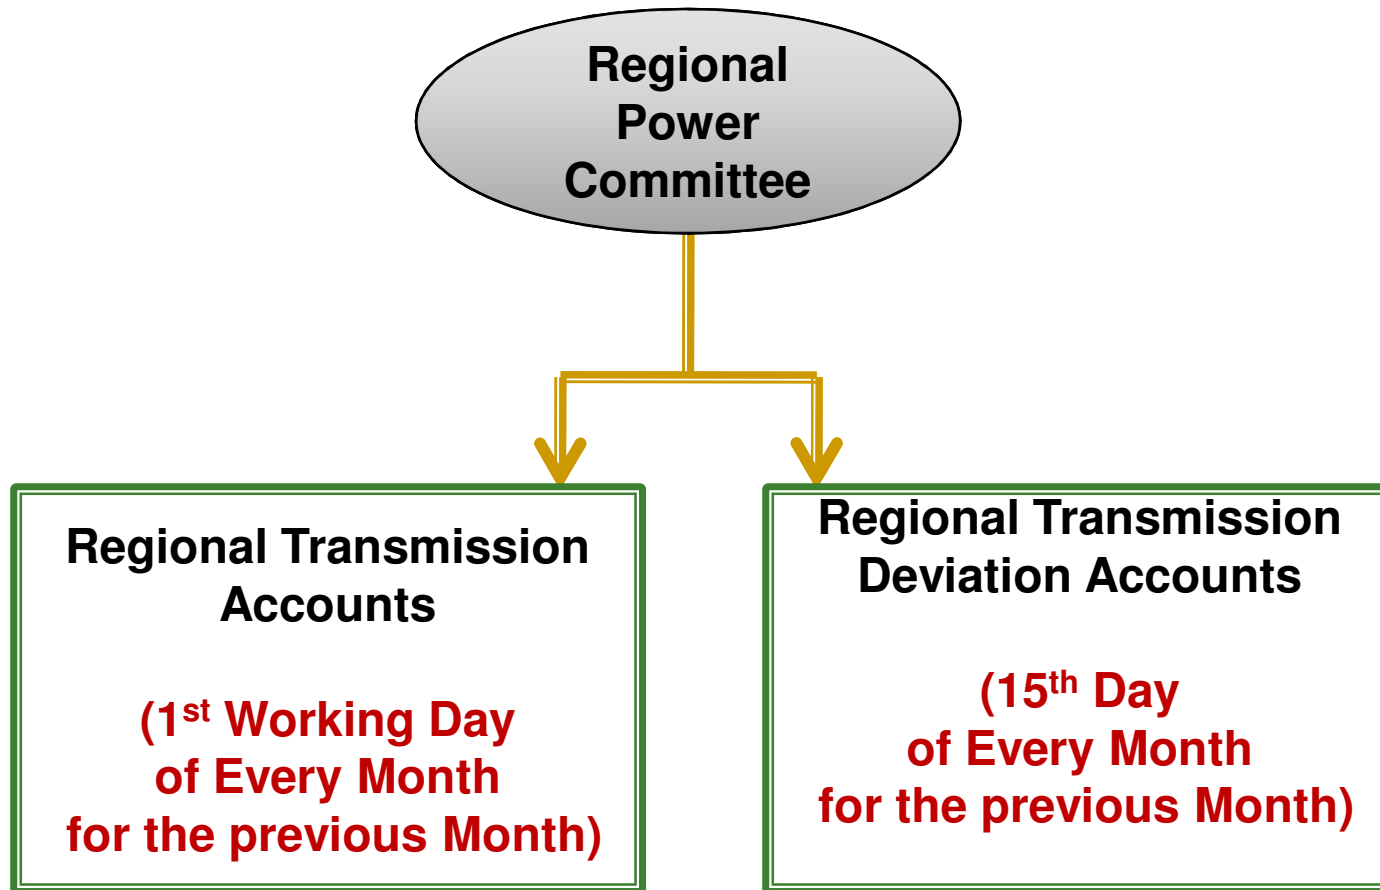 Regional
Power
Committee
Regional Transmission
Accounts
(1st Working Day
of Every Month
for the previous Month)
Regional Transmission
Deviation Accounts
(15th Day
of Every Month
for the previous Month)